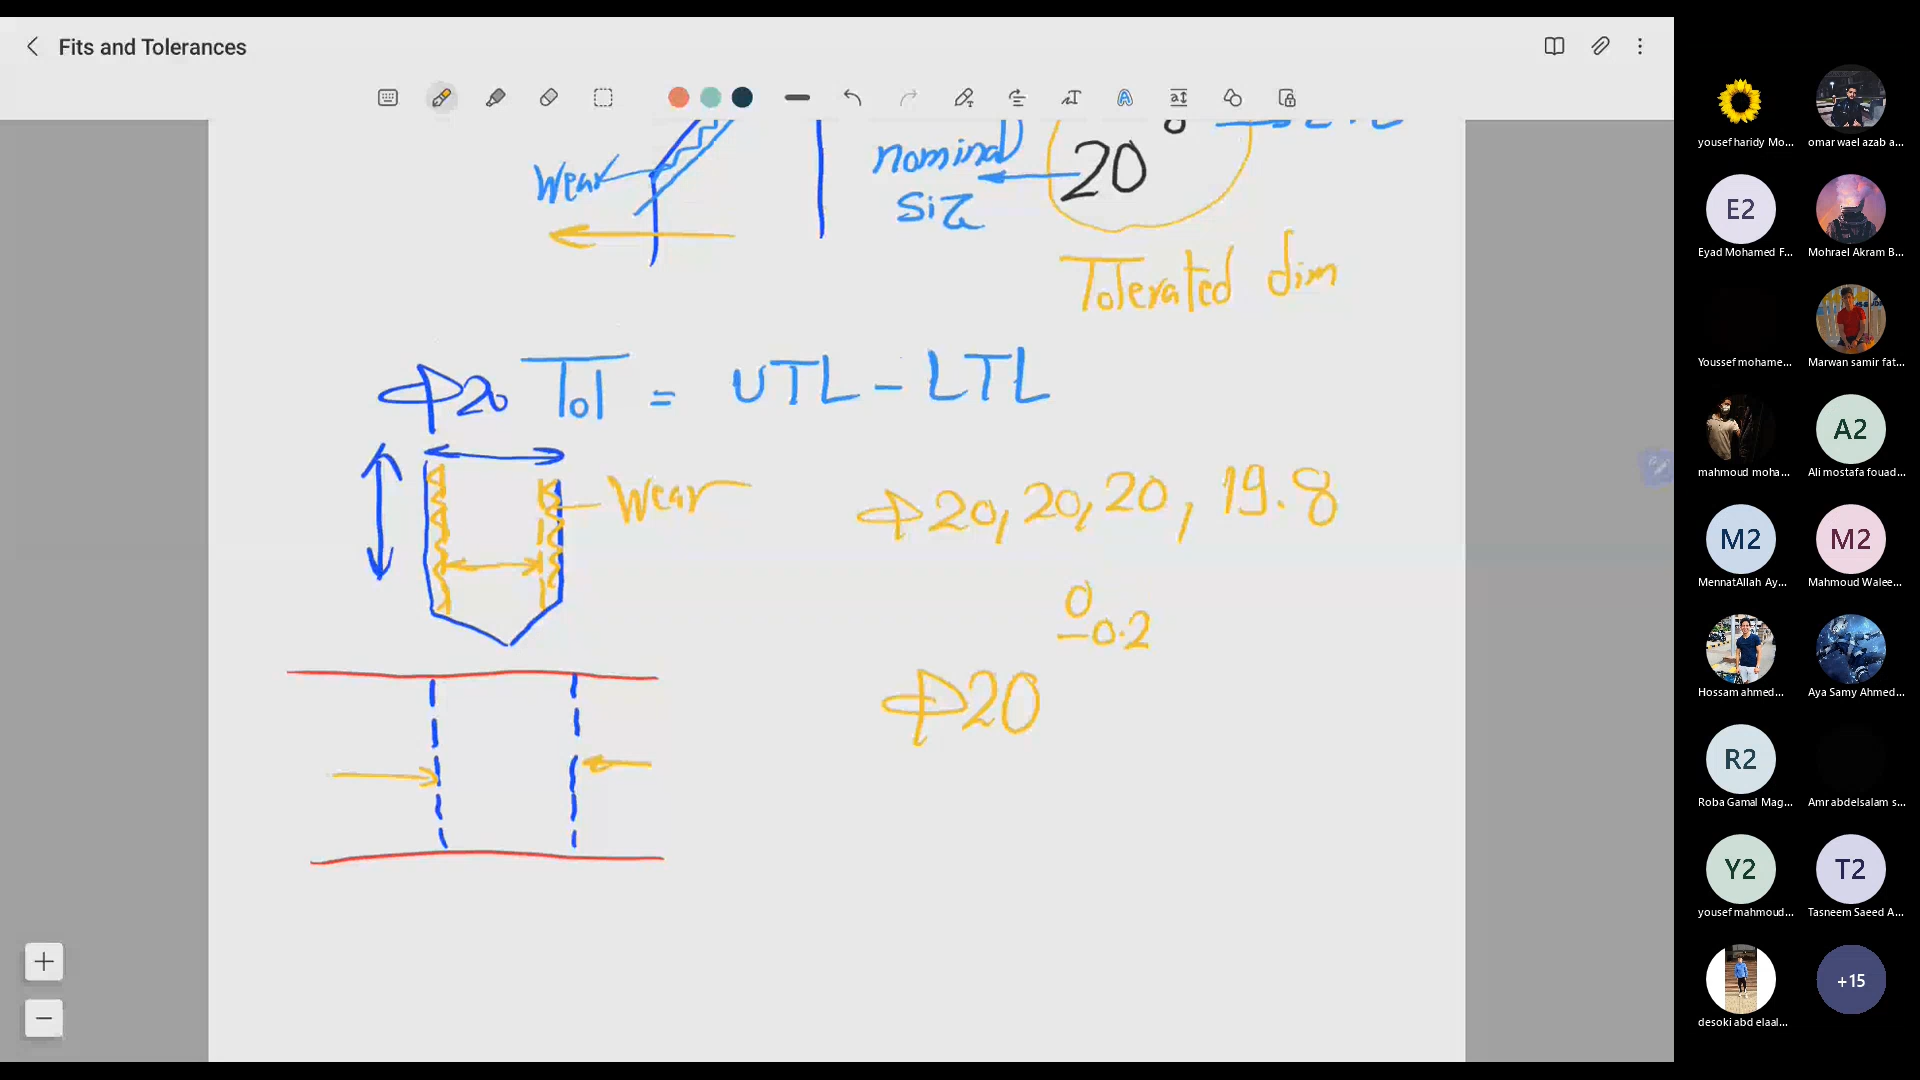 Fits and Tolerances
Wear
nominal
size
20
0
Tolerated dim
Φ20
Tol = UTL - LTL
Wear
Φ20, 20, 20, 19.8
0
-0.2
Φ20
yousef haridy Mo...
omar wael azab a...
E2
Eyad Mohamed F...
Mohrael Akram B...
Youssef mohame...
Marwan samir fat...
mahmoud moha...
A2
Ali mostafa fouad...
M2
MennatAllah Ay...
M2
Mahmoud Walee...
Hossam ahmed...
Aya Samy Ahmed...
R2
Roba Gamal Mag...
Amr abdelsalam s...
Y2
yousef mahmoud...
T2
Tasneem Saeed A...
desoki abd elaal...
+15